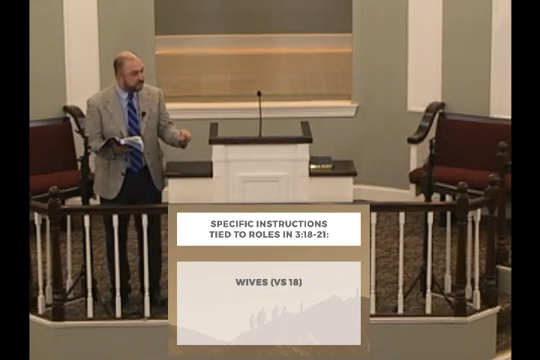 SPECIFIC INSTRUCTIONS
TIED TO ROLES IN 3:18-21:
WIVES (VS 18)